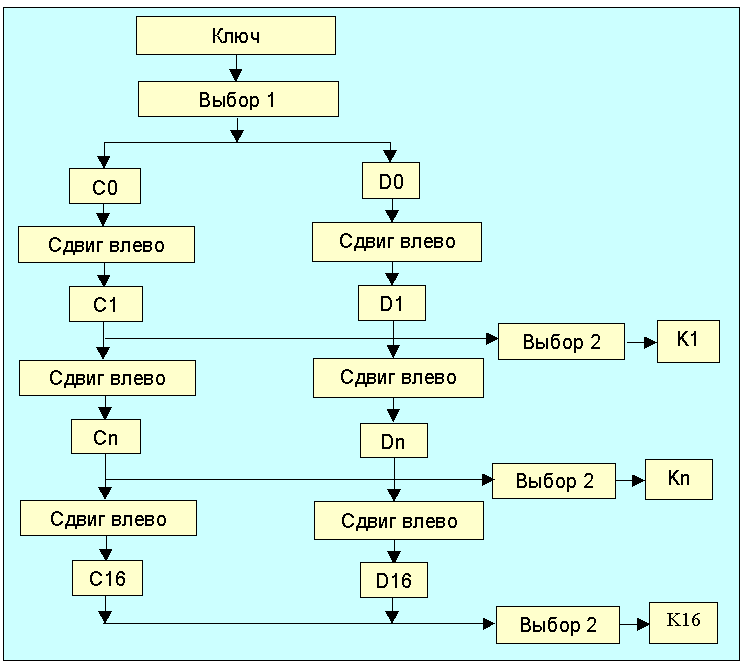 Ключ
Выбор 1
C0
D0
Сдвиг влево
Сдвиг влево
C1
D1
Выбор 2
K1
Сдвиг влево
Сдвиг влево
Cn
Dn
Выбор 2
Kn
Сдвиг влево
Сдвиг влево
C16
D16
Выбор 2
K16